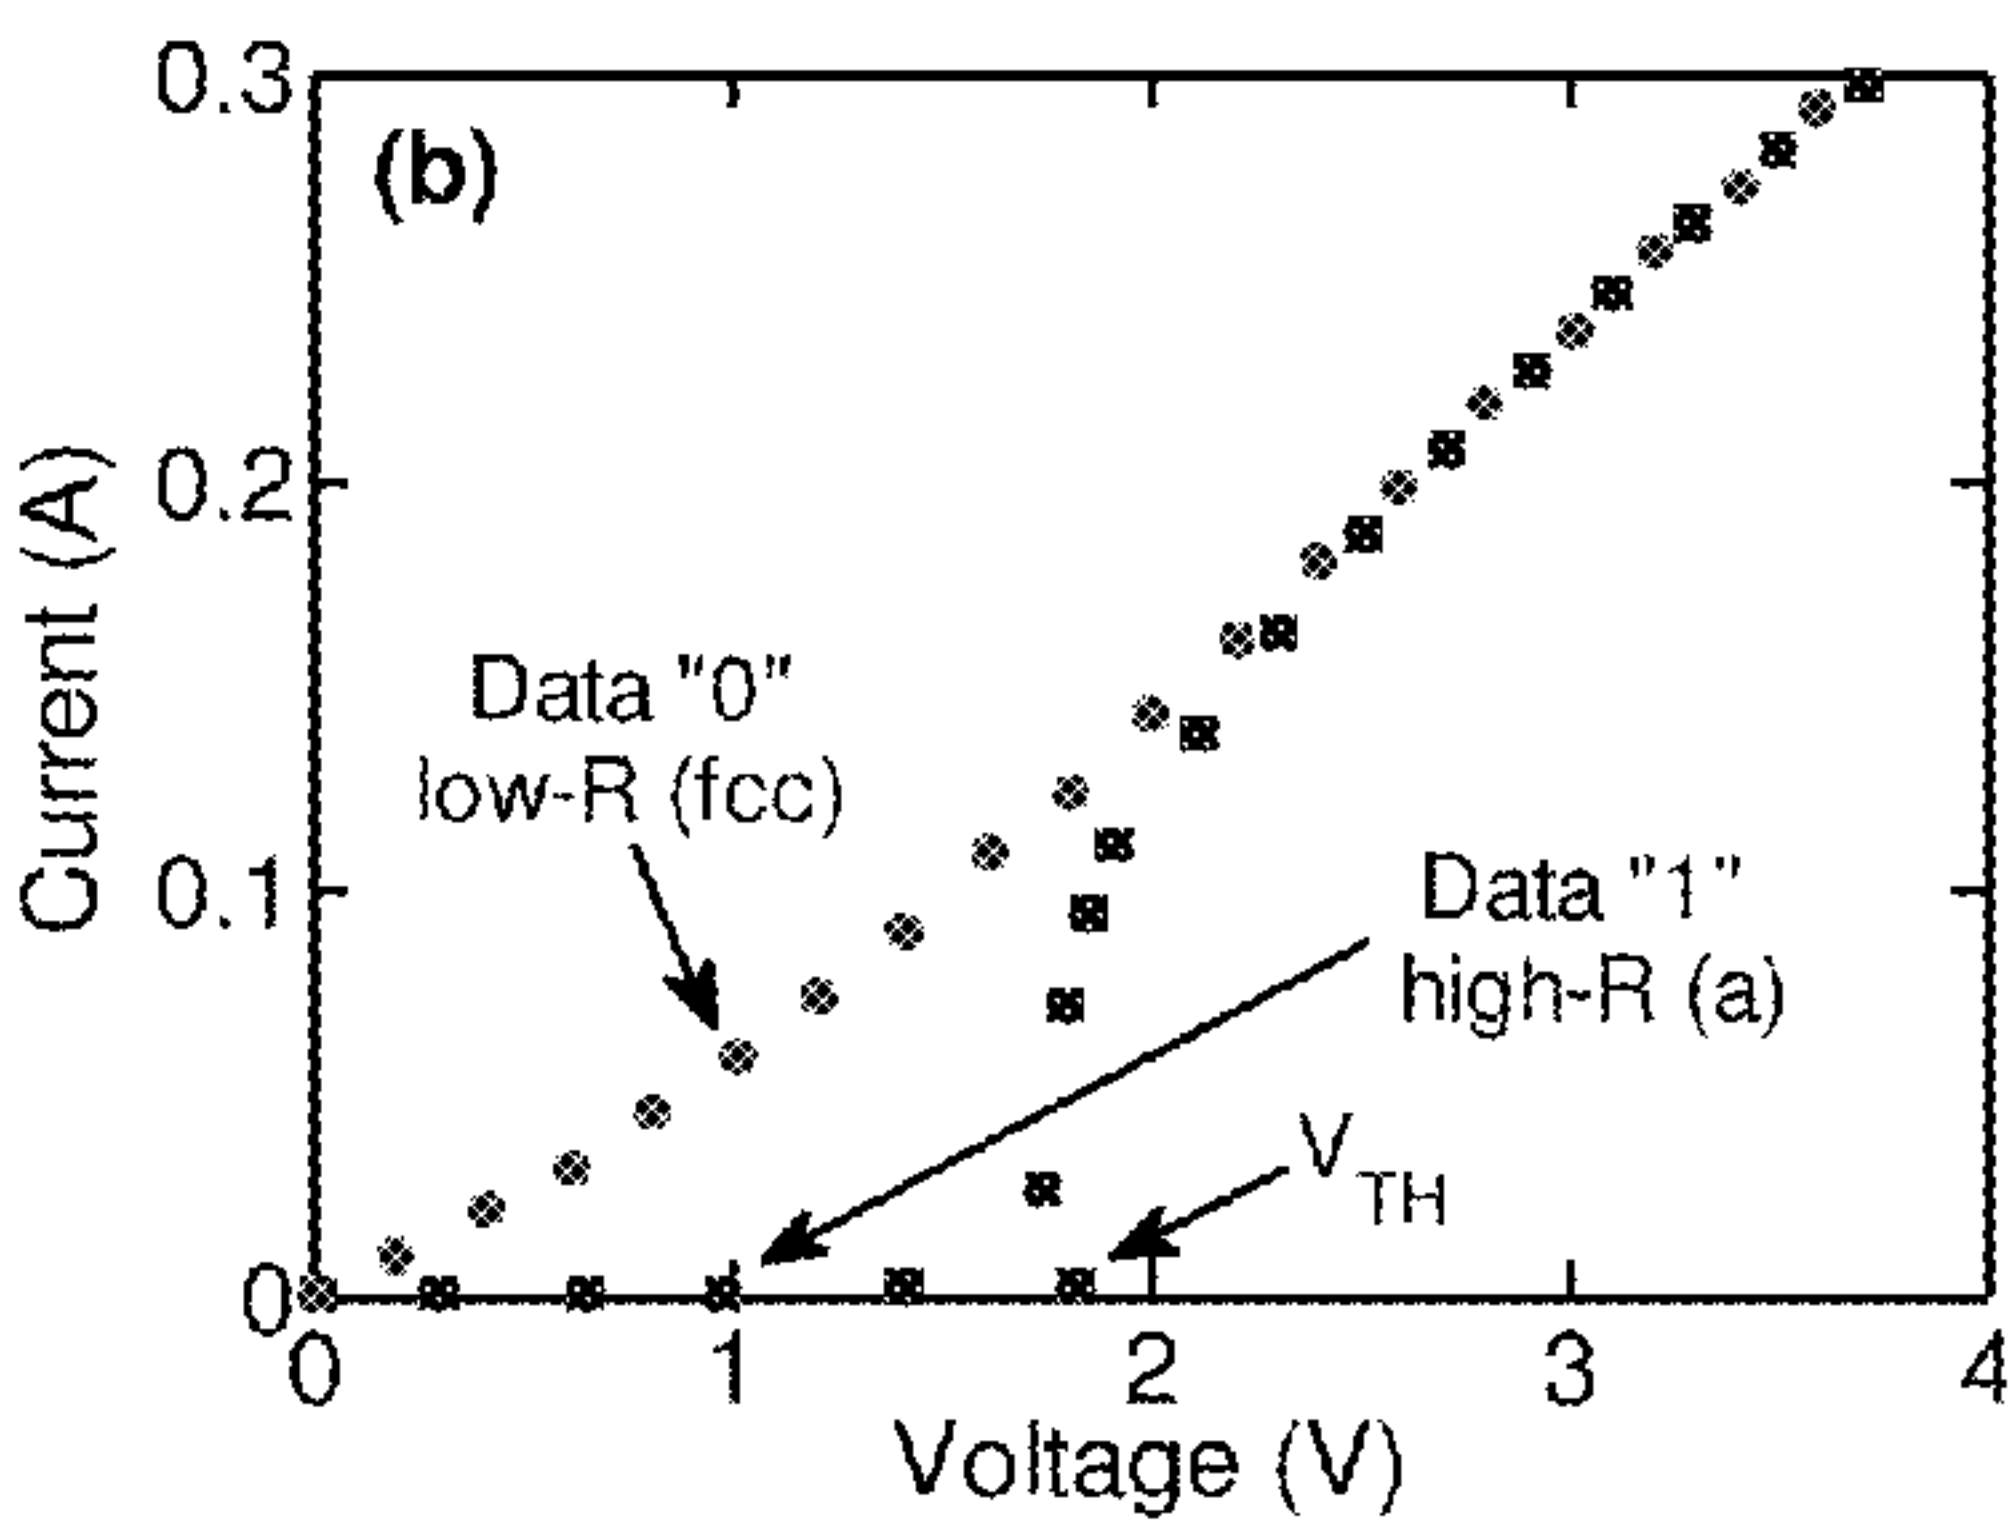 (b)
Current (A)
0.3
0.2
0.1
0
Data "0"
low-R (fcc)
Data "1"
high-R (a)
V_TH
0 1 2 3 4
Voltage (V)